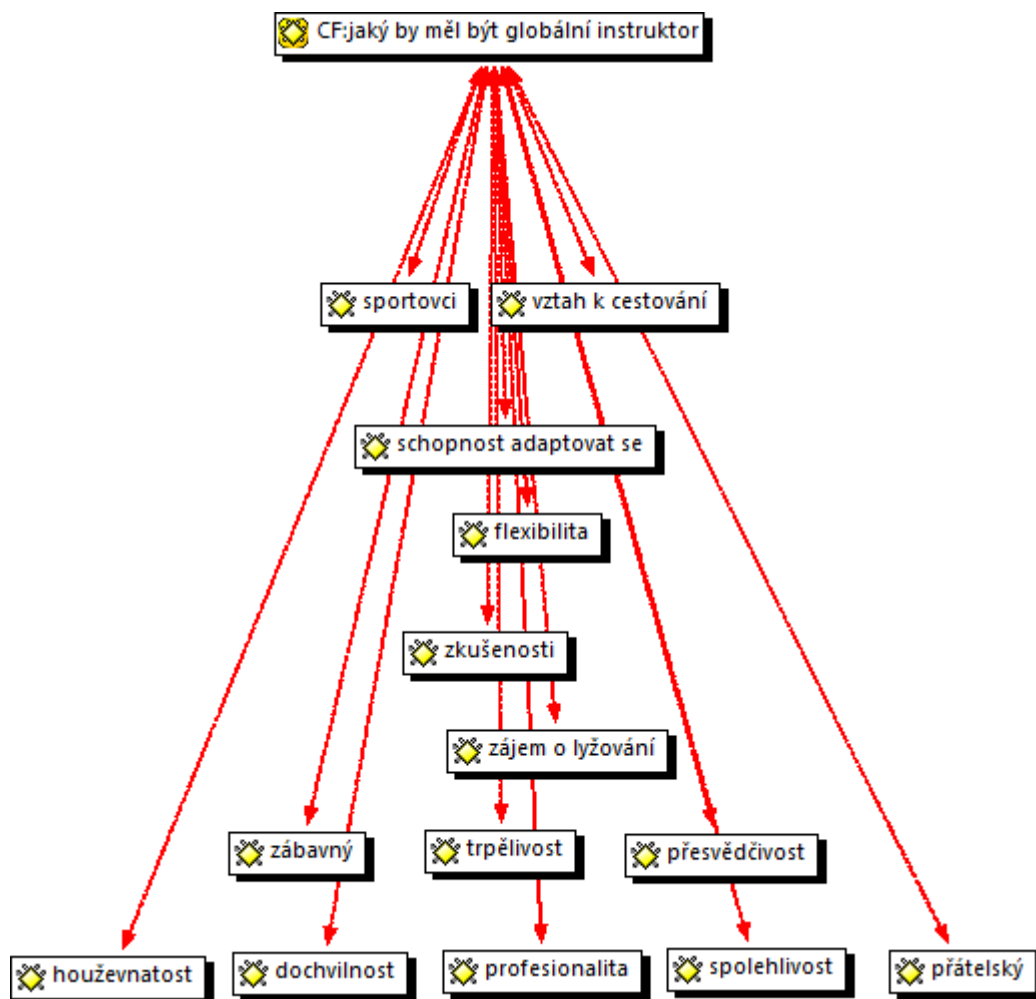 CF:jaký by měl být globální instruktor
sportovci
vztah k cestování
schopnost adaptovat se
flexibilita
zkušenosti
zájem o lyžování
zábavný
trpělivost
přesvědčivost
houževnatost
dochvilnost
profesionalita
spolehlivost
přátelský